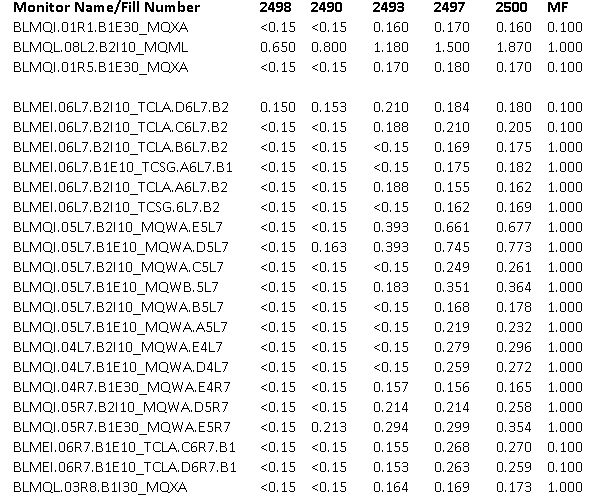 Monitor Name/Fill Number 2498 2490 2493 2497 2500 MF
BLMQI.01R1.B1E30_MQXA <0.15 <0.15 0.160 0.170 0.160 0.100
BLMQL.08L2.B2I10_MQML 0.650 0.800 1.180 1.500 1.870 1.000
BLMQI.01R5.B1E30_MQXA <0.15 <0.15 0.170 0.180 0.170 0.100
BLMEI.06L7.B2I10_TCLA.D6L7.B2 0.150 0.153 0.210 0.184 0.180 0.100
BLMEI.06L7.B2I10_TCLA.C6L7.B2 <0.15 <0.15 0.188 0.210 0.205 0.100
BLMEI.06L7.B2I10_TCLA.B6L7.B2 <0.15 <0.15 <0.15 0.169 0.175 1.000
BLMEI.06L7.B1E10_TCSG.A6L7.B1 <0.15 <0.15 <0.15 0.175 0.182 1.000
BLMEI.06L7.B2I10_TCLA.A6L7.B2 <0.15 <0.15 0.188 0.155 0.162 1.000
BLMEI.06L7.B2I10_TCSG.6L7.B2 <0.15 <0.15 <0.15 0.162 0.169 1.000
BLMQI.05L7.B2I10_MQWA.E5L7 <0.15 <0.15 0.393 0.661 0.677 1.000
BLMQI.05L7.B1E10_MQWA.D5L7 <0.15 0.163 0.393 0.745 0.773 1.000
BLMQI.05L7.B2I10_MQWA.C5L7 <0.15 <0.15 <0.15 0.249 0.261 1.000
BLMQI.05L7.B1E10_MQWB.5L7 <0.15 <0.15 0.183 0.351 0.364 1.000
BLMQI.05L7.B2I10_MQWA.B5L7 <0.15 <0.15 <0.15 0.168 0.178 1.000
BLMQI.05L7.B1E10_MQWA.A5L7 <0.15 <0.15 <0.15 0.219 0.232 1.000
BLMQI.04L7.B2I10_MQWA.E4L7 <0.15 <0.15 <0.15 0.279 0.296 1.000
BLMQI.04L7.B1E10_MQWA.D4L7 <0.15 <0.15 <0.15 0.259 0.272 1.000
BLMQI.04R7.B1E30_MQWA.E4R7 <0.15 <0.15 0.157 0.156 0.165 1.000
BLMQI.05R7.B2I10_MQWA.D5R7 <0.15 <0.15 0.214 0.214 0.258 1.000
BLMQI.05R7.B1E30_MQWA.E5R7 <0.15 0.213 0.294 0.299 0.354 1.000
BLMEI.06R7.B1E10_TCLA.C6R7.B1 <0.15 <0.15 0.155 0.268 0.270 0.100
BLMEI.06R7.B1E10_TCLA.D6R7.B1 <0.15 <0.15 0.153 0.263 0.259 0.100
BLMQL.03R8.B1I30_MQXA <0.15 <0.15 0.164 0.169 0.173 1.000